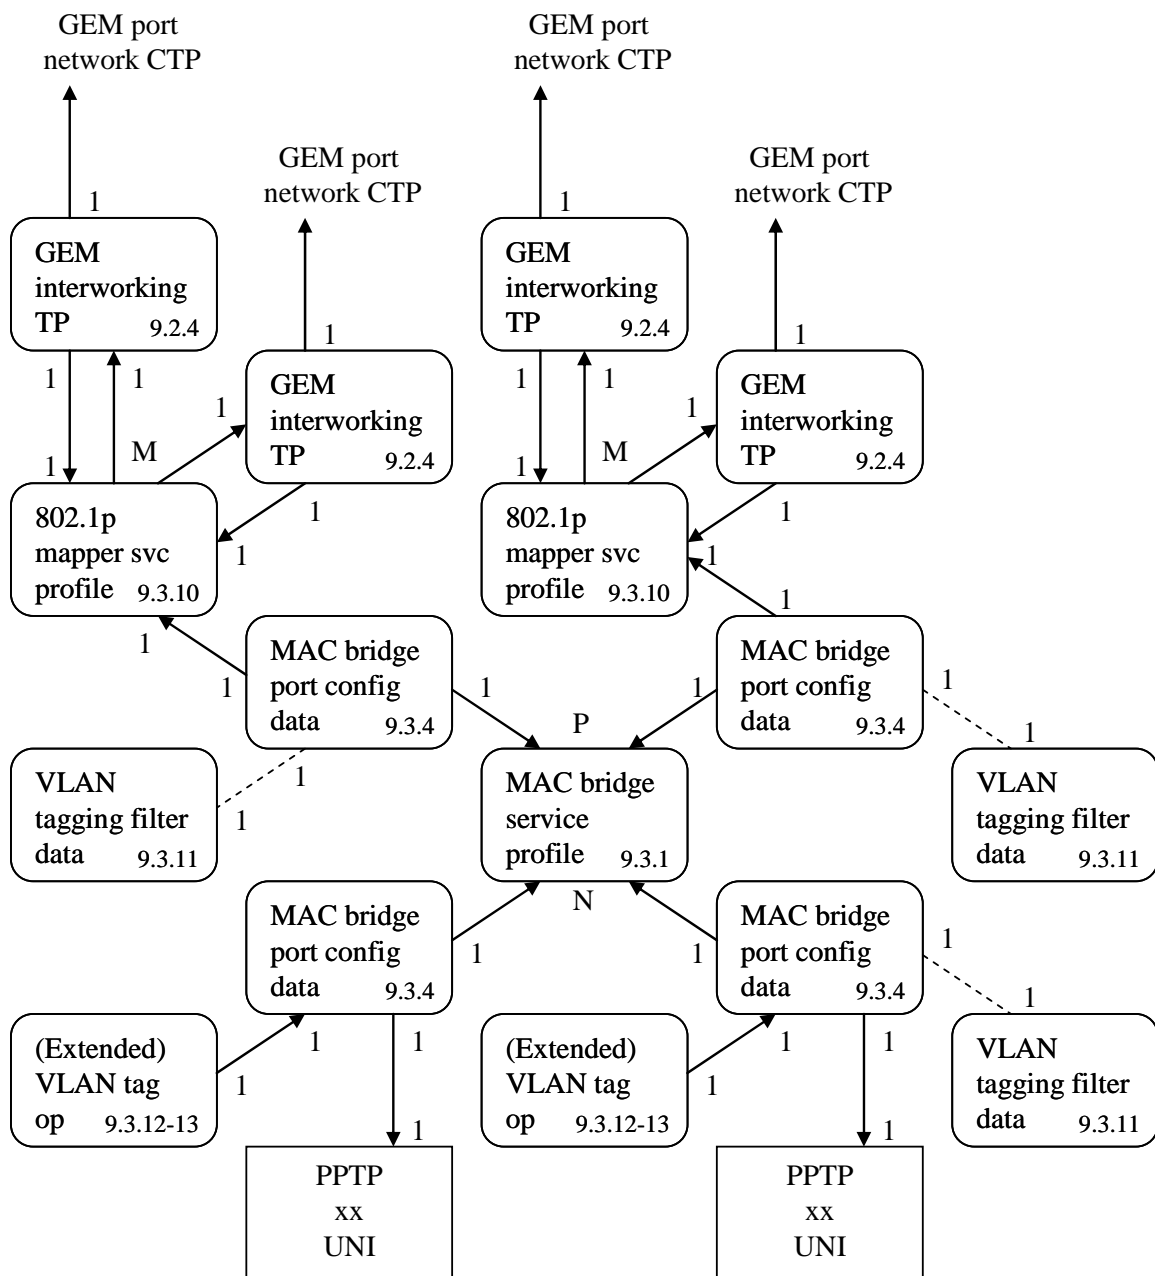 GEM port
network CTP
GEM port
network CTP
GEM port
network CTP
GEM port
network CTP
1
1
GEM
interworking
TP 9.2.4
GEM
interworking
TP 9.2.4
1
1
1
1
1
1
GEM
interworking
TP 9.2.4
GEM
interworking
TP 9.2.4
1
1
M
M
1
1
1
1
802.1p
mapper svc
profile 9.3.10
802.1p
mapper svc
profile 9.3.10
1
1
1
1
1
MAC bridge
port config
data 9.3.4
MAC bridge
port config
data 9.3.4
1
1
1
1
P
1
VLAN
tagging filter
data 9.3.11
1
1
MAC bridge
service
profile 9.3.1
VLAN
tagging filter
data 9.3.11
N
MAC bridge
port config
data 9.3.4
MAC bridge
port config
data 9.3.4
1
1
1
1
(Extended)
VLAN tag
op 9.3.12-13
1
1
1
(Extended)
VLAN tag
op 9.3.12-13
1
1
1
VLAN
tagging filter
data 9.3.11
1
1
PPTP
xx
UNI
PPTP
xx
UNI